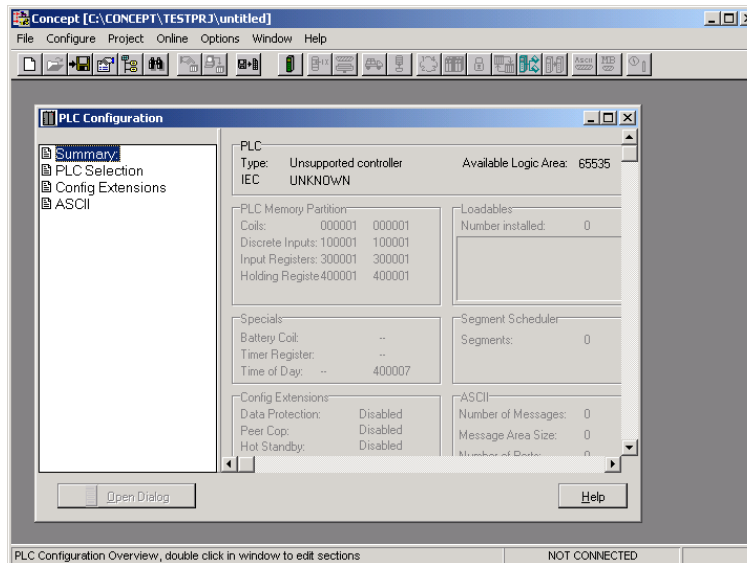 Concept [C:\CONCEPT\TESTPRJ\untitled]
File Configure Project Online Options Window Help
PLC Configuration
Summary:
PLC Selection
Config Extensions
ASCII
PLC
Type: Unsupported controller Available Logic Area: 65535
IEC UNKNOWN
PLC Memory Partition
Coils: 000001 000001
Discrete Inputs: 100001 100001
Input Registers: 300001 300001
Holding Registe 400001 400001
Loadables
Number installed: 0
Specials
Battery Coil: --
Timer Register: --
Time of Day: -- 400007
Segment Scheduler
Segments: 0
Config Extensions
Data Protection: Disabled
Peer Cop: Disabled
Hot Standby: Disabled
ASCII
Number of Messages: 0
Message Area Size: 0
Number of Ports: 0
Open Dialog
Help
PLC Configuration Overview, double click in window to edit sections NOT CONNECTED